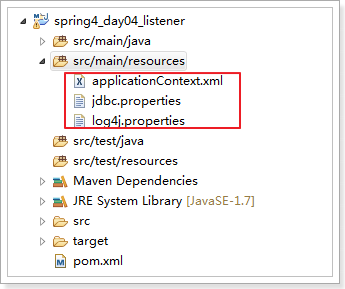 spring4_day04_listener
src/main/java
src/main/resources
applicationContext.xml
jdbc.properties
log4j.properties
src/test/java
src/test/resources
Maven Dependencies
JRE System Library [JavaSE-1.7]
src
target
pom.xml